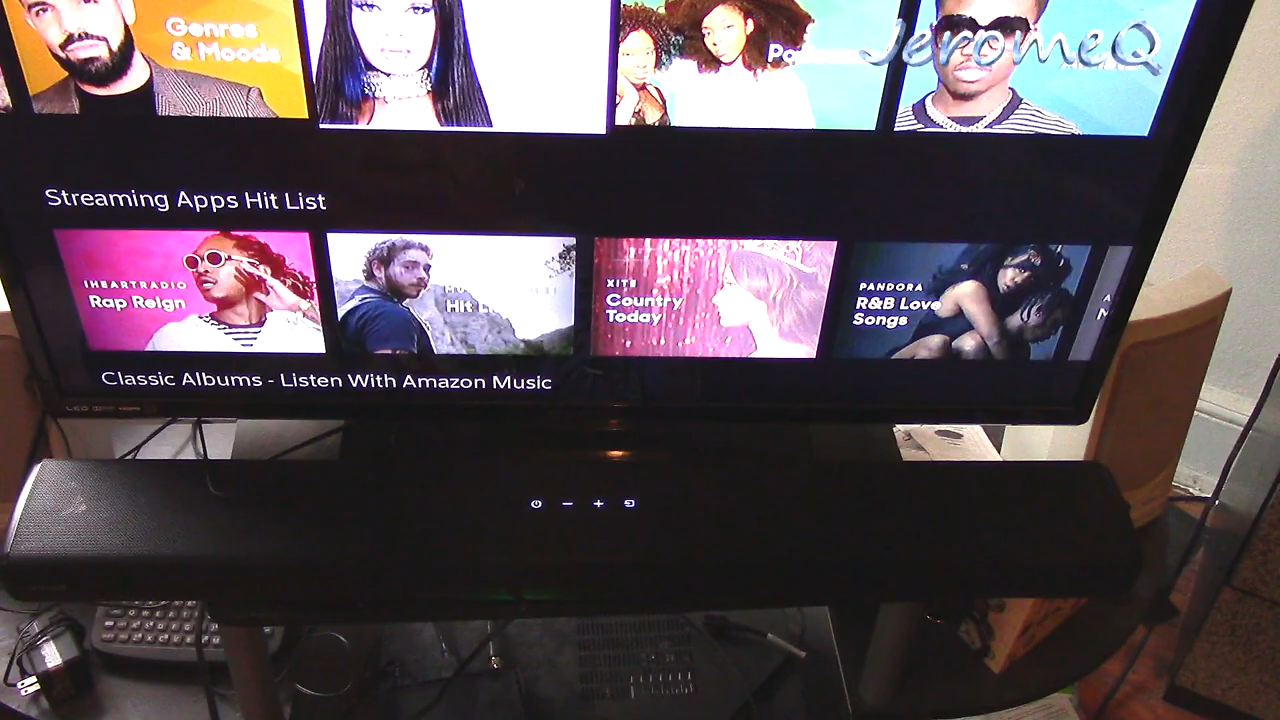 Genres
& Moods
JeromeQ
Streaming Apps Hit List
IHEARTRADIO
Rap Reign
XITE
Country
Today
PANDORA
R&B Love
Songs
Classic Albums - Listen With Amazon Music
LED